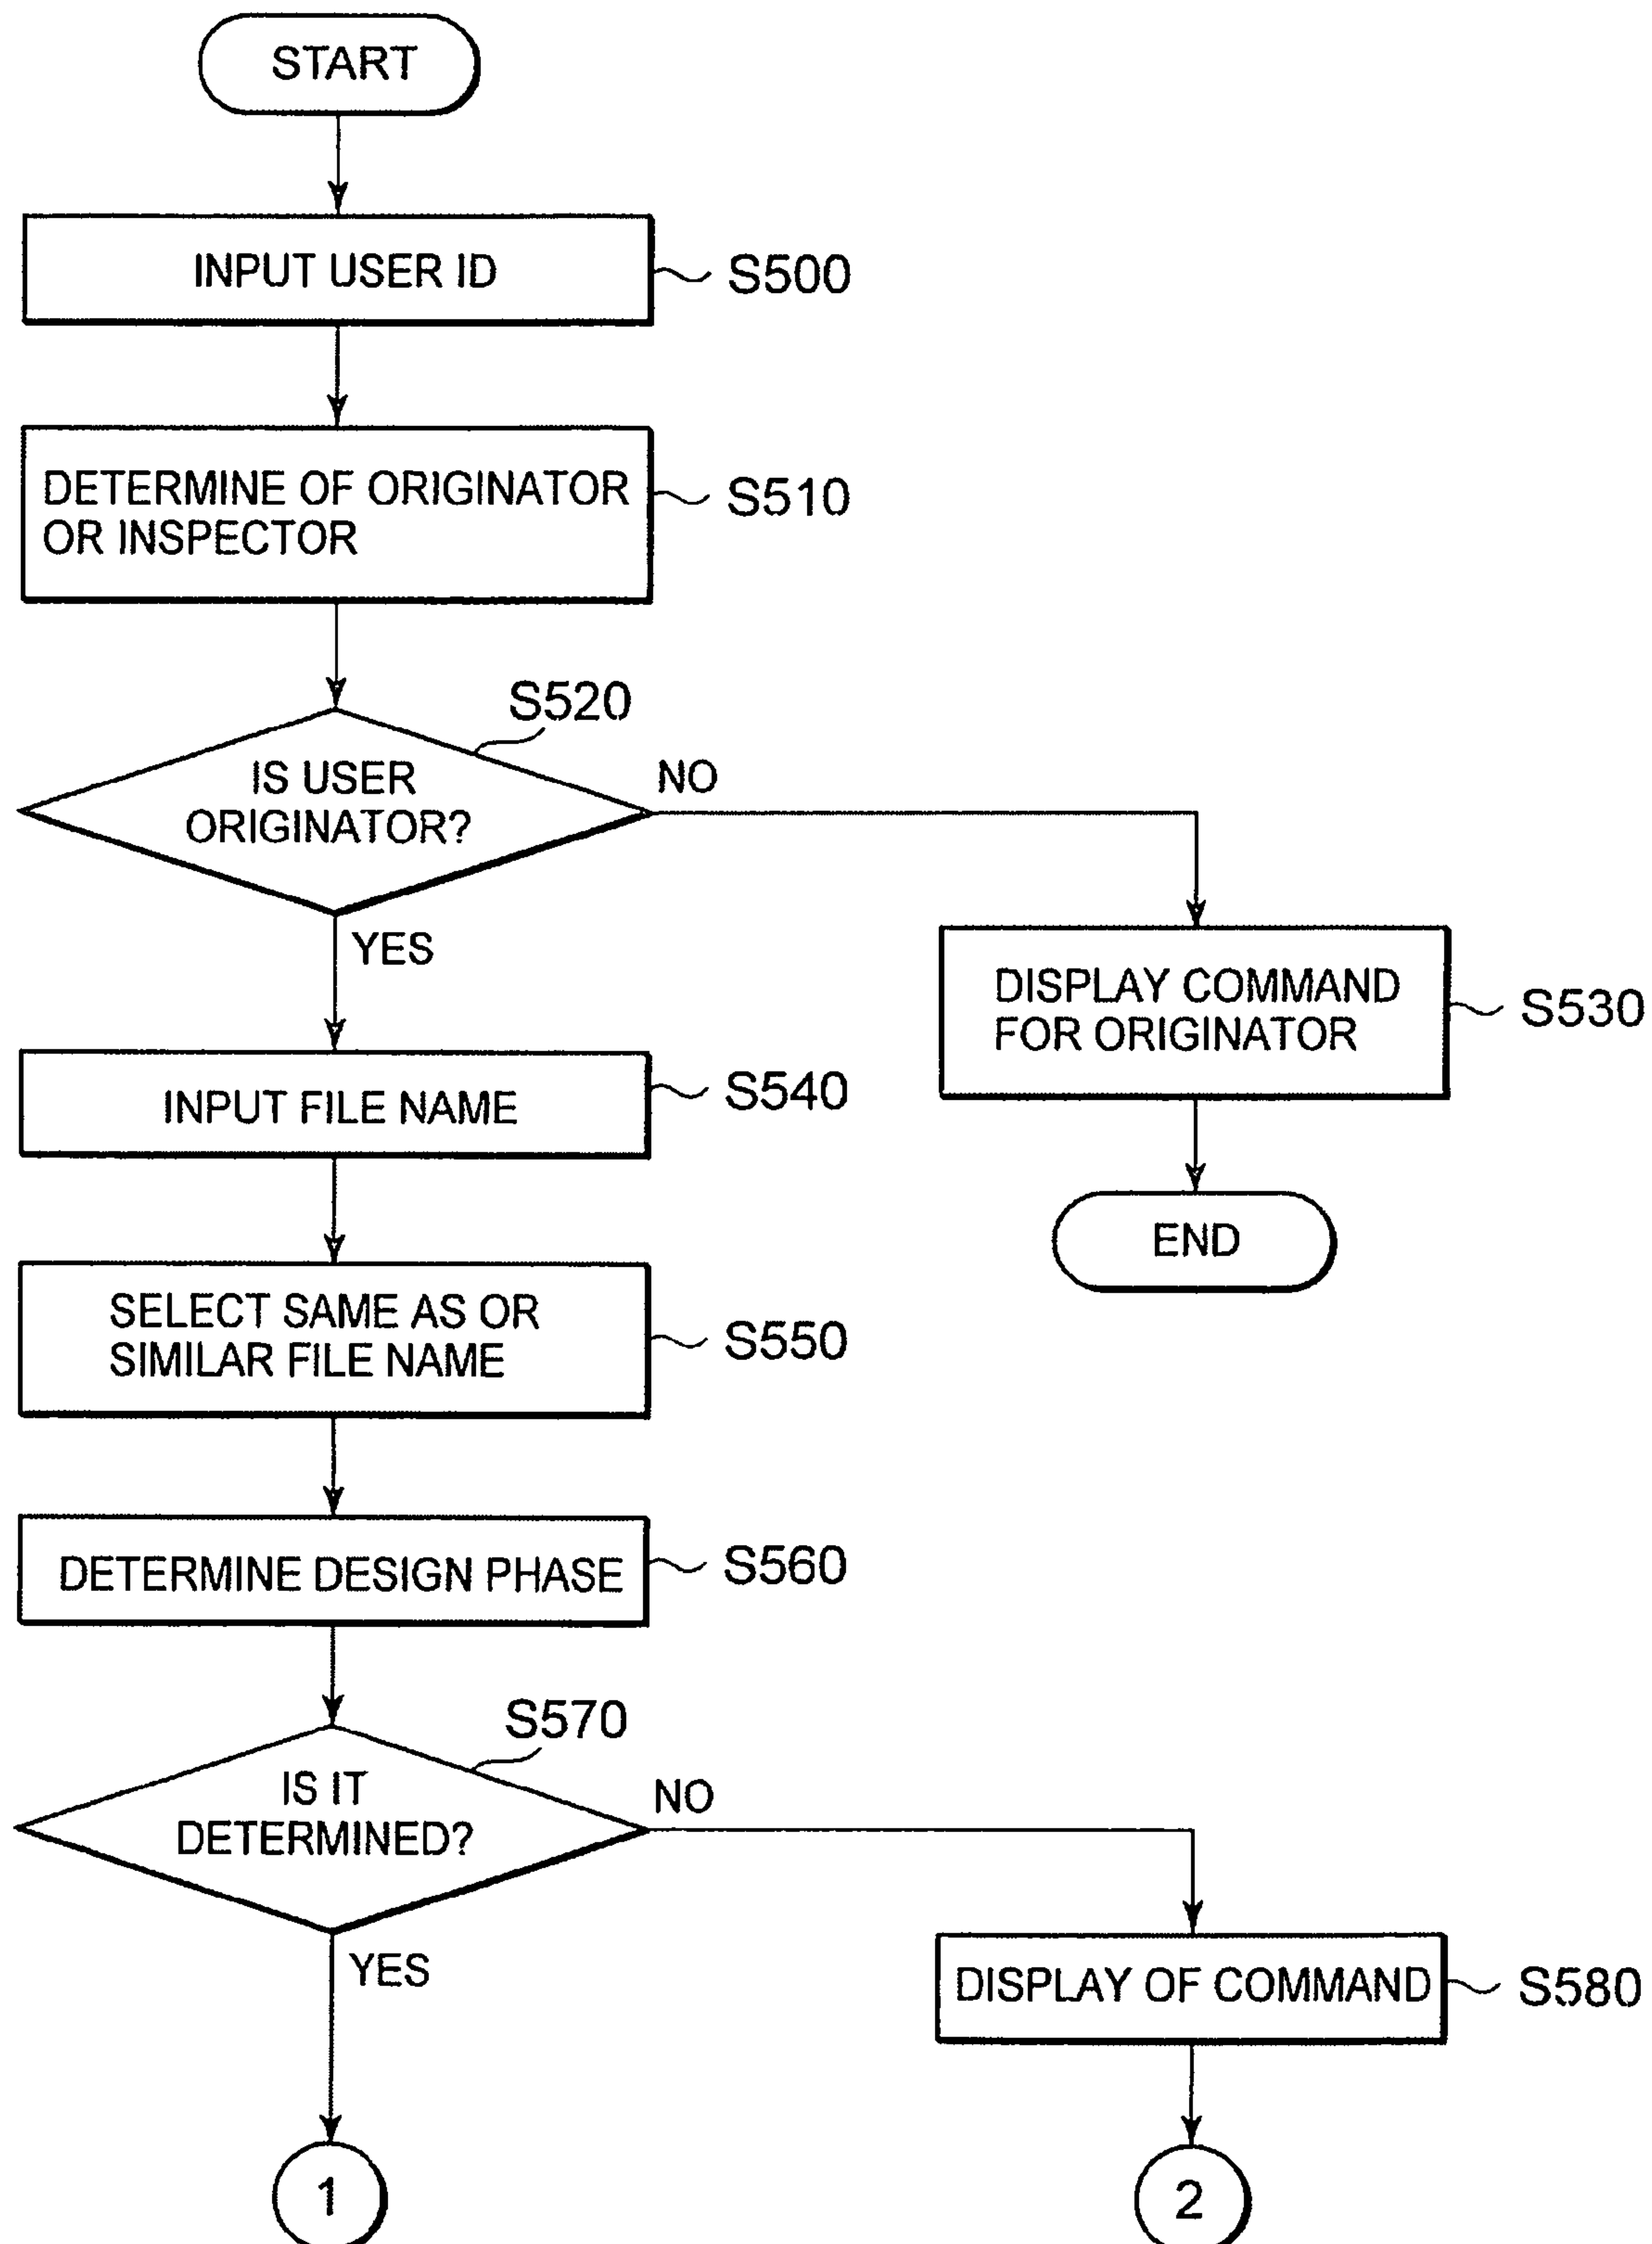 START
INPUT USER ID
S500
DETERMINE OF ORIGINATOR
OR INSPECTOR
S510
S520
IS USER
ORIGINATOR?
NO
YES
DISPLAY COMMAND
FOR ORIGINATOR
S530
INPUT FILE NAME
S540
END
SELECT SAME AS OR
SIMILAR FILE NAME
S550
DETERMINE DESIGN PHASE
S560
S570
IS IT
DETERMINED?
NO
YES
DISPLAY OF COMMAND
S580
1
2